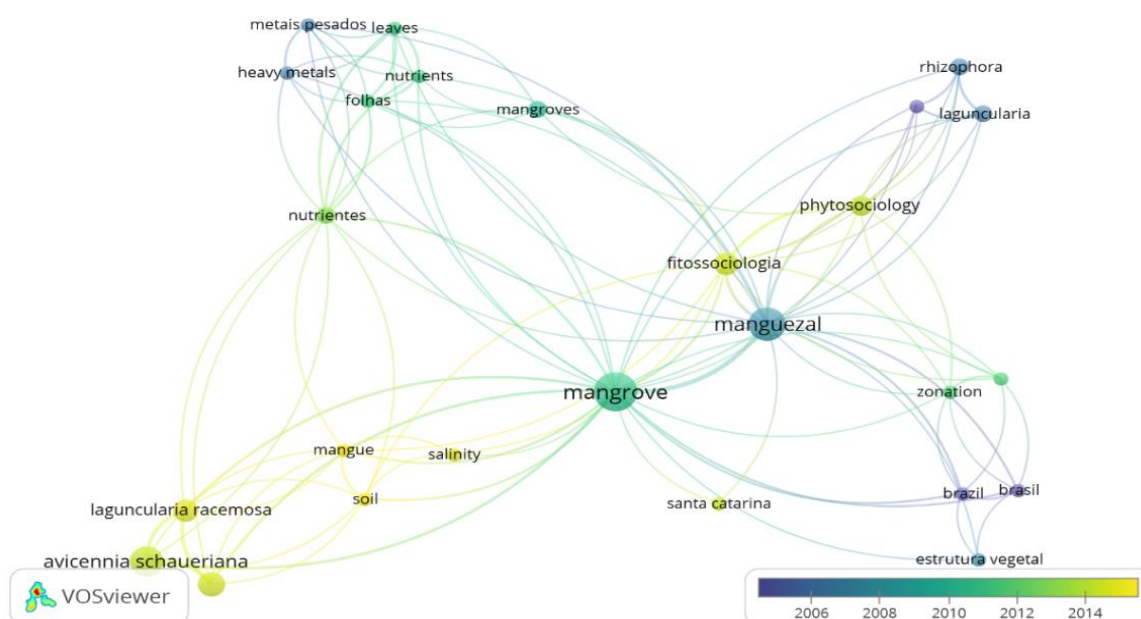 metais pesados
leaves
heavy metals
nutrients
folhas
mangroves
rhizophora
laguncularia
nutrientes
phytosociology
fitossociologia
manguezal
mangrove
zonation
mangue
salinity
laguncularia racemosa
soil
santa catarina
brazil
brasil
avicennia schaueriana
estrutura vegetal
VOSviewer
2006 2008 2010 2012 2014